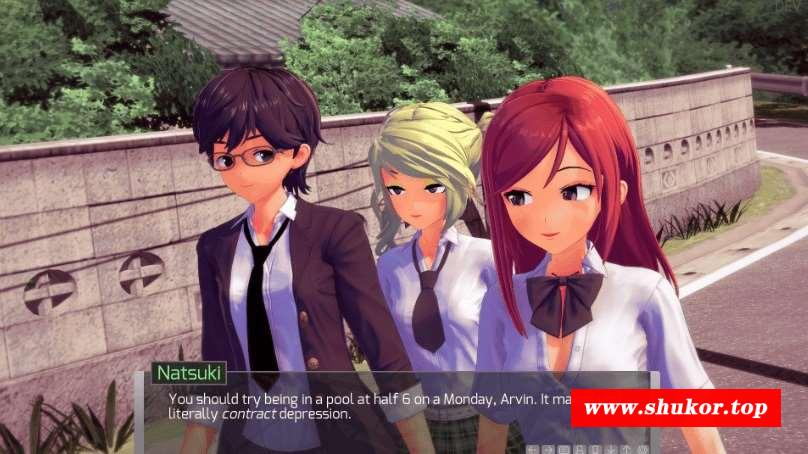 DEV
Natsuki
You should try being in a pool at half 6 on a Monday, Arvin. It
literally contract depression.
www.shukor.top